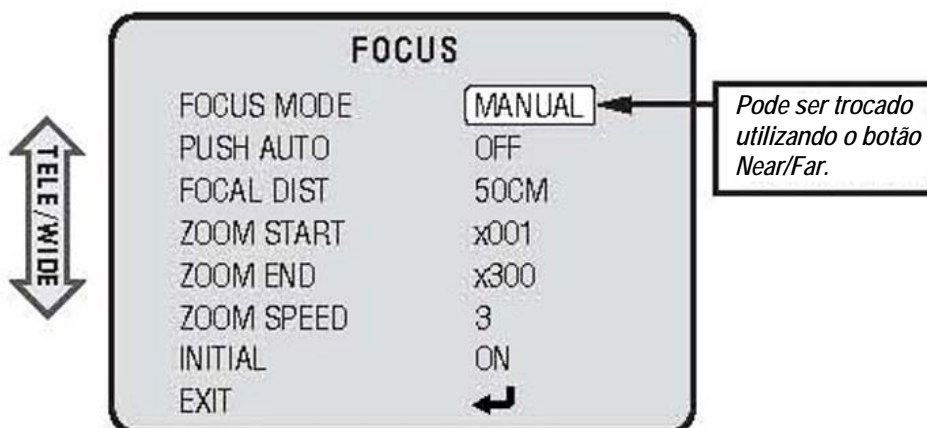 FOCUS
TELE/WIDE
FOCUS MODE MANUAL
PUSH AUTO OFF
FOCAL DIST 50CM
ZOOM START x001
ZOOM END x300
ZOOM SPEED 3
INITIAL ON
EXIT
Pode ser trocado
utilizando o botão
Near/Far.